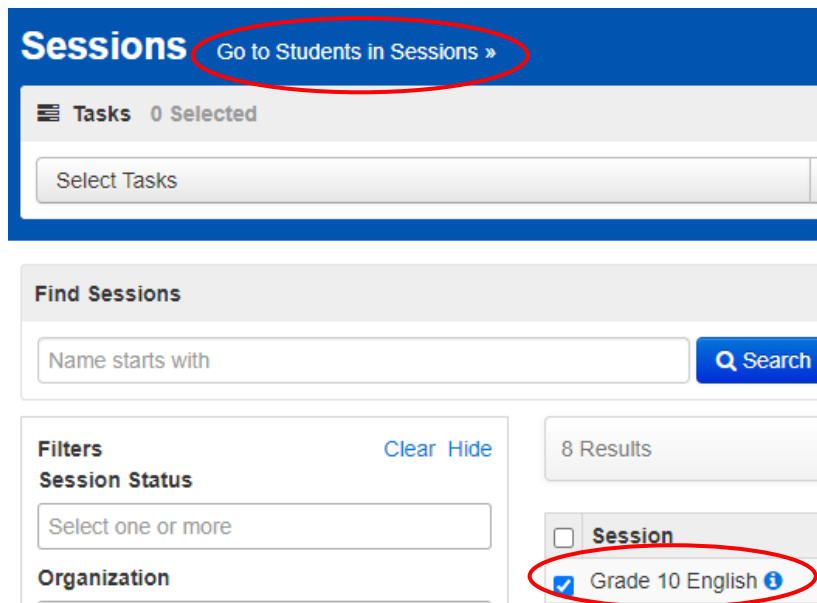 Sessions Go to Students in Sessions »
Tasks 0 Selected
Select Tasks
Find Sessions
Name starts with
Search
Filters Clear Hide
Session Status
Select one or more
Organization
8 Results
Session
Grade 10 English